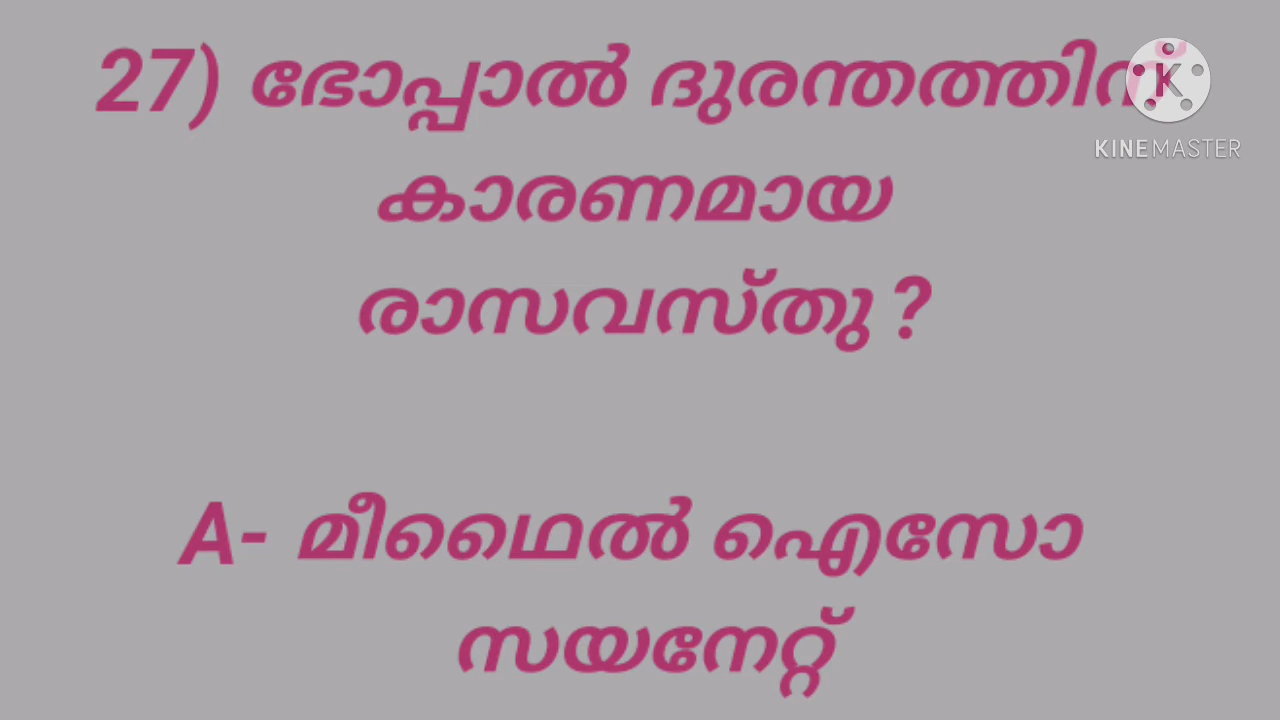 27) ഭോപ്പാൽ ദുരന്തത്തിന്
കാരണമായ
രാസവസ്തു ?
A- മീഥൈൽ ഐസോ
സയനേറ്റ്
K
KINEMASTER